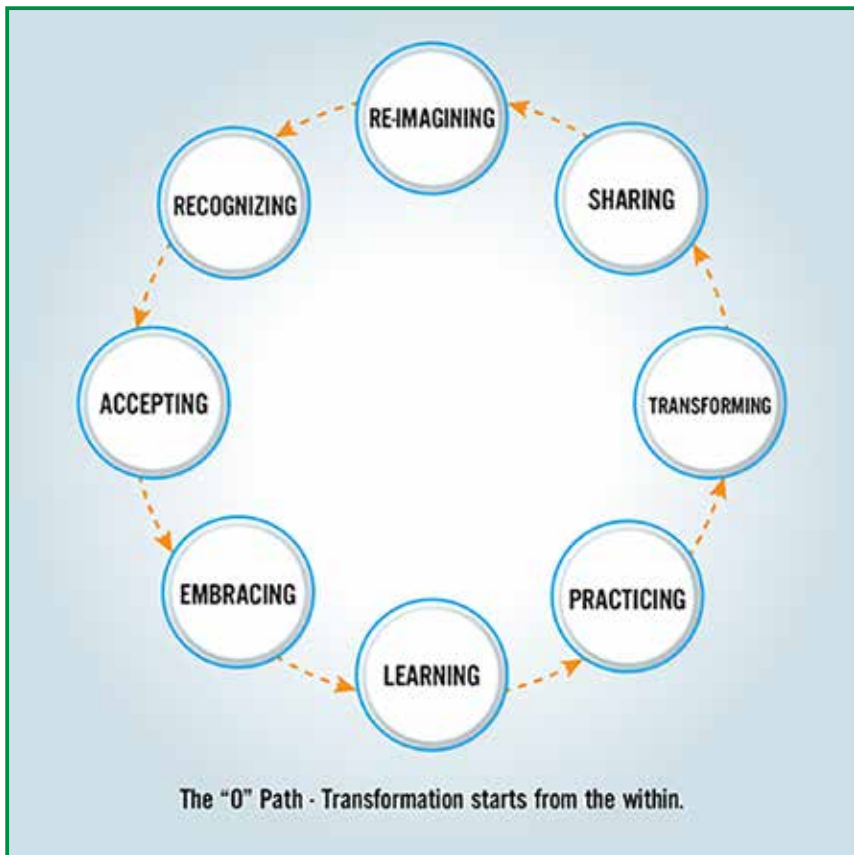 RE-IMAGINING
RECOGNIZING
ACCEPTING
EMBRACING
LEARNING
PRACTICING
TRANSFORMING
SHARING
The "O" Path - Transformation starts from the within.